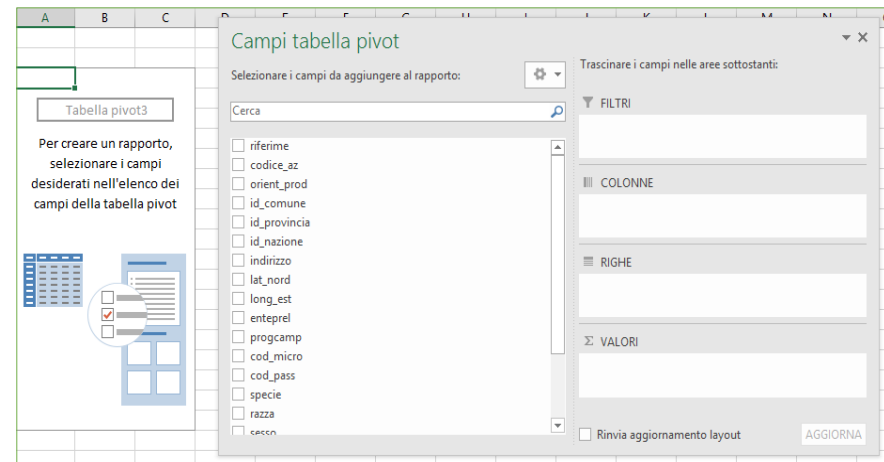 A B C
Campi tabella pivot
Selezionare i campi da aggiungere al rapporto:
Trascinare i campi nelle aree sottostanti:
Cerca
Tabella pivot3
Per creare un rapporto,
selezionare i campi
desiderati nell'elenco dei
campi della tabella pivot
riferime
codice_az
orient_prod
id_comune
id_provincia
id_nazione
indirizzo
lat_nord
long_est
enteprel
progcamp
cod_micro
cod_pass
specie
razza
sesso
FILTRI
COLONNE
RIGHE
Σ VALORI
Rinvia aggiornamento layout
AGGIORNA